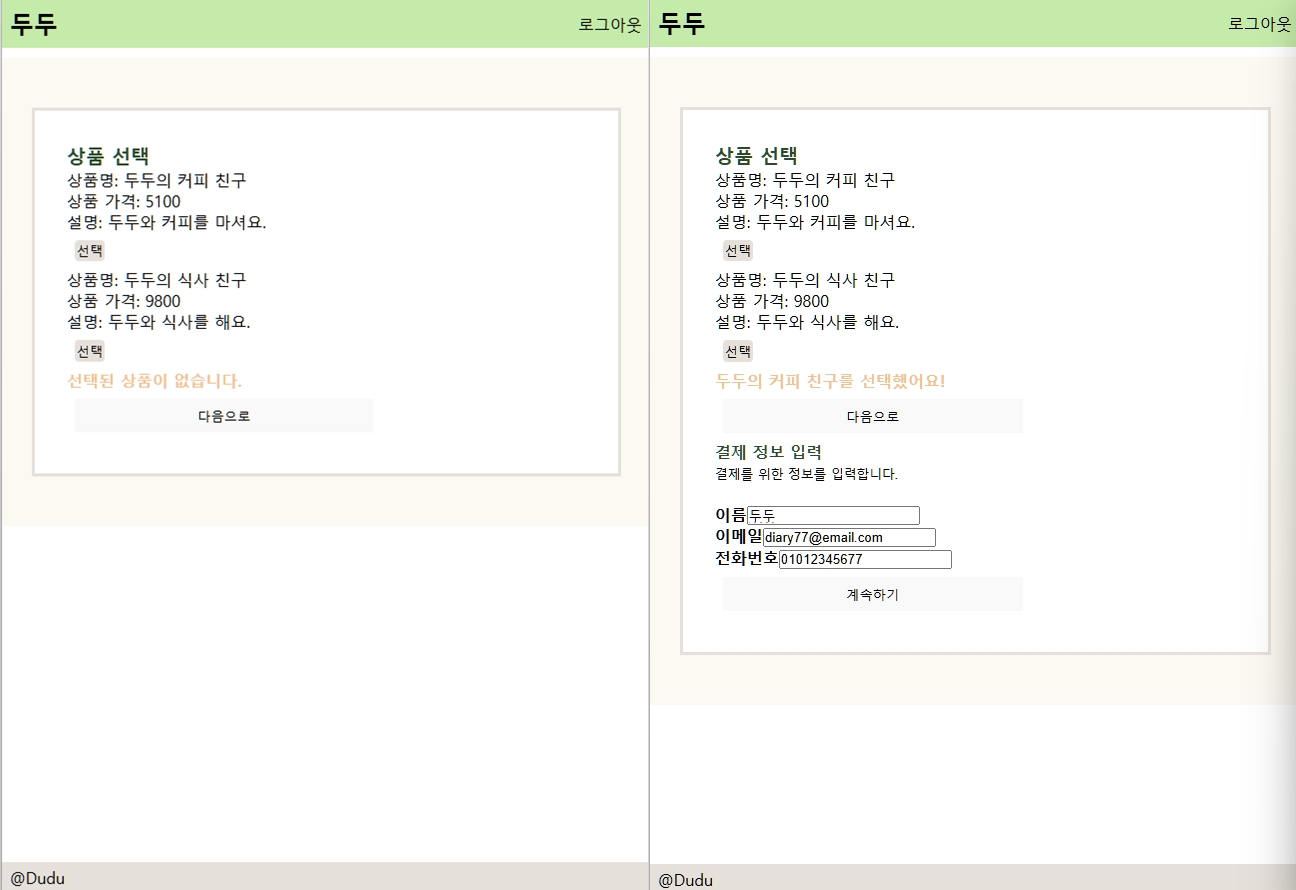 두두
로그아웃
상품 선택
상품명: 두두의 커피 친구
상품 가격: 5100
설명: 두두와 커피를 마셔요.
선택
상품명: 두두의 식사 친구
상품 가격: 9800
설명: 두두와 식사를 해요.
선택
선택된 상품이 없습니다.
다음으로
@Dudu
두두
로그아웃
상품 선택
상품명: 두두의 커피 친구
상품 가격: 5100
설명: 두두와 커피를 마셔요.
선택
상품명: 두두의 식사 친구
상품 가격: 9800
설명: 두두와 식사를 해요.
선택
두두의 커피 친구를 선택했어요!
다음으로
결제 정보 입력
결제를 위한 정보를 입력합니다.
이름 두두
이메일 diary77@email.com
전화번호 01012345677
계속하기
@Dudu